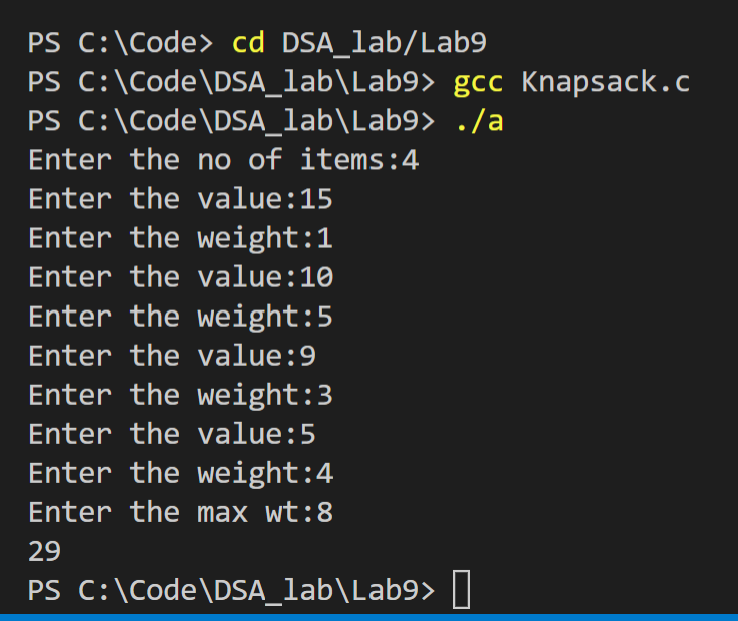 PS C:\Code> cd DSA_lab/Lab9
PS C:\Code\DSA_lab\Lab9> gcc Knapsack.c
PS C:\Code\DSA_lab\Lab9> ./a
Enter the no of items:4
Enter the value:15
Enter the weight:1
Enter the value:10
Enter the weight:5
Enter the value:9
Enter the weight:3
Enter the value:5
Enter the weight:4
Enter the max wt:8
29
PS C:\Code\DSA_lab\Lab9>